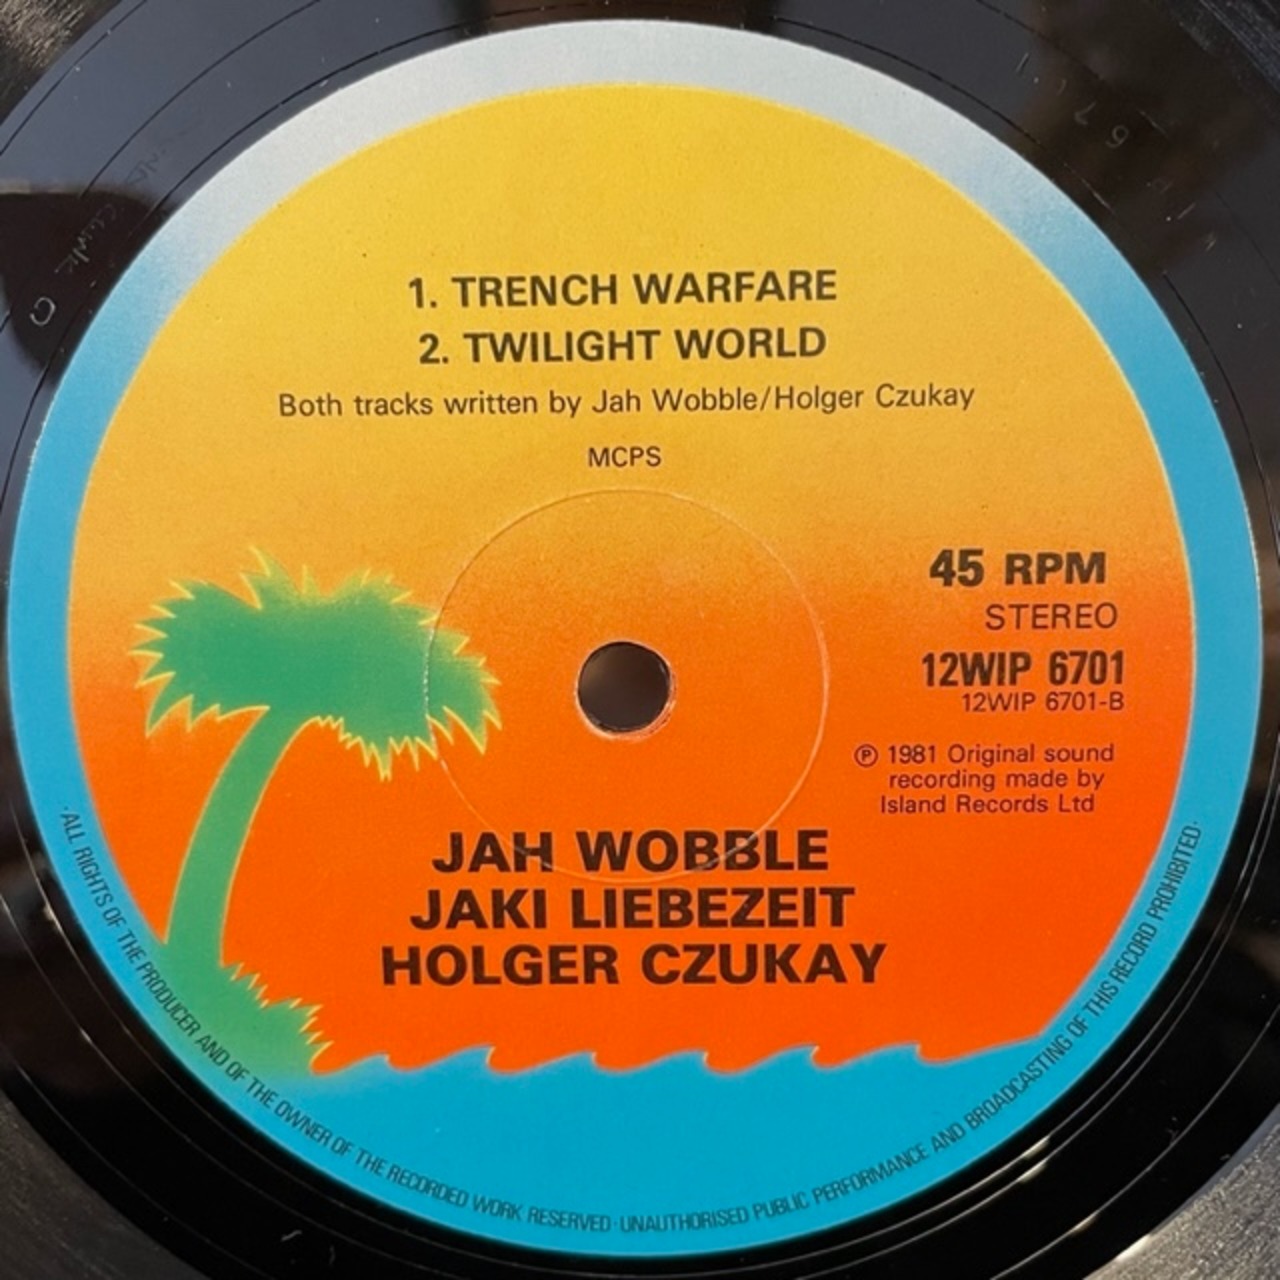 1. TRENCH WARFARE
2. TWILIGHT WORLD
Both tracks written by Jah Wobble/Holger Czukay
MCPS
45 RPM
STEREO
12WIP 6701
12WIP 6701-B
℗ 1981 Original sound
recording made by
Island Records Ltd
JAH WOBBLE
JAKI LIEBEZEIT
HOLGER CZUKAY
·ALL RIGHTS OF THE PRODUCER AND OF THE OWNER OF THE RECORDED WORK RESERVED·UNAUTHORISED PUBLIC PERFORMANCE AND BROADCASTING OF THIS RECORD PROHIBITED·